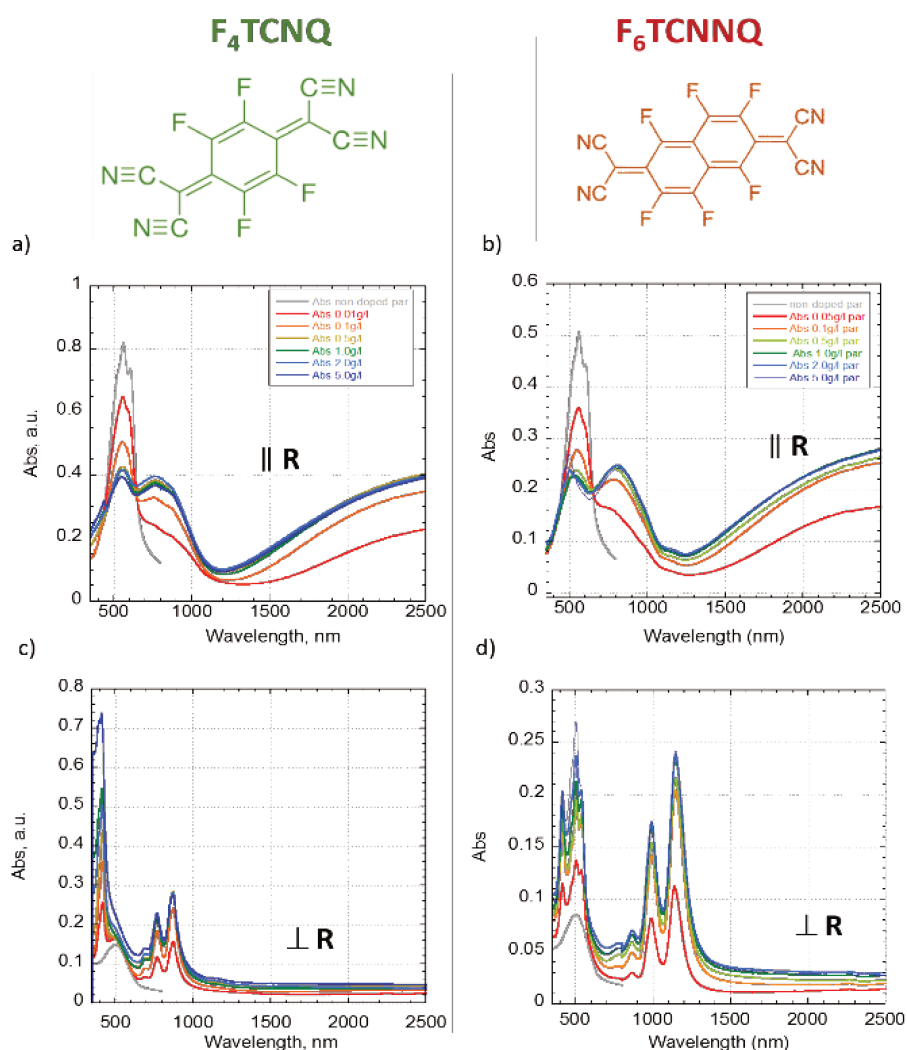 F₄TCNQ
F₆TCNNQ
F
F
C≡N
C≡N
N≡C
N≡C
F
F
F
F
F
NC
NC
CN
CN
F
F
F
a)
b)
1
0.8
0.6
0.4
0.2
0
Abs, a.u.
500
1000
1500
2000
2500
Wavelength, nm
Abs non-doped par
Abs 0.01g/l
Abs 0.1g/l
Abs 0.5g/l
Abs 1.0g/l
Abs 2.0g/l
Abs 5.0g/l
∥ R
0.6
0.5
0.4
0.3
0.2
0.1
0
Abs
500
1000
1500
2000
2500
Wavelength (nm)
non-doped par
Abs 0.05g/l par
Abs 0.1g/l par
Abs 0.5g/l par
Abs 1.0g/l par
Abs 2.0g/l par
Abs 5.0g/l par
∥ R
c)
d)
0.8
0.7
0.6
0.5
0.4
0.3
0.2
0.1
0
Abs, a.u.
500
1000
1500
2000
2500
Wavelength, nm
⊥ R
0.3
0.25
0.2
0.15
0.1
0.05
0
Abs
500
1000
1500
2000
2500
Wavelength (nm)
⊥ R